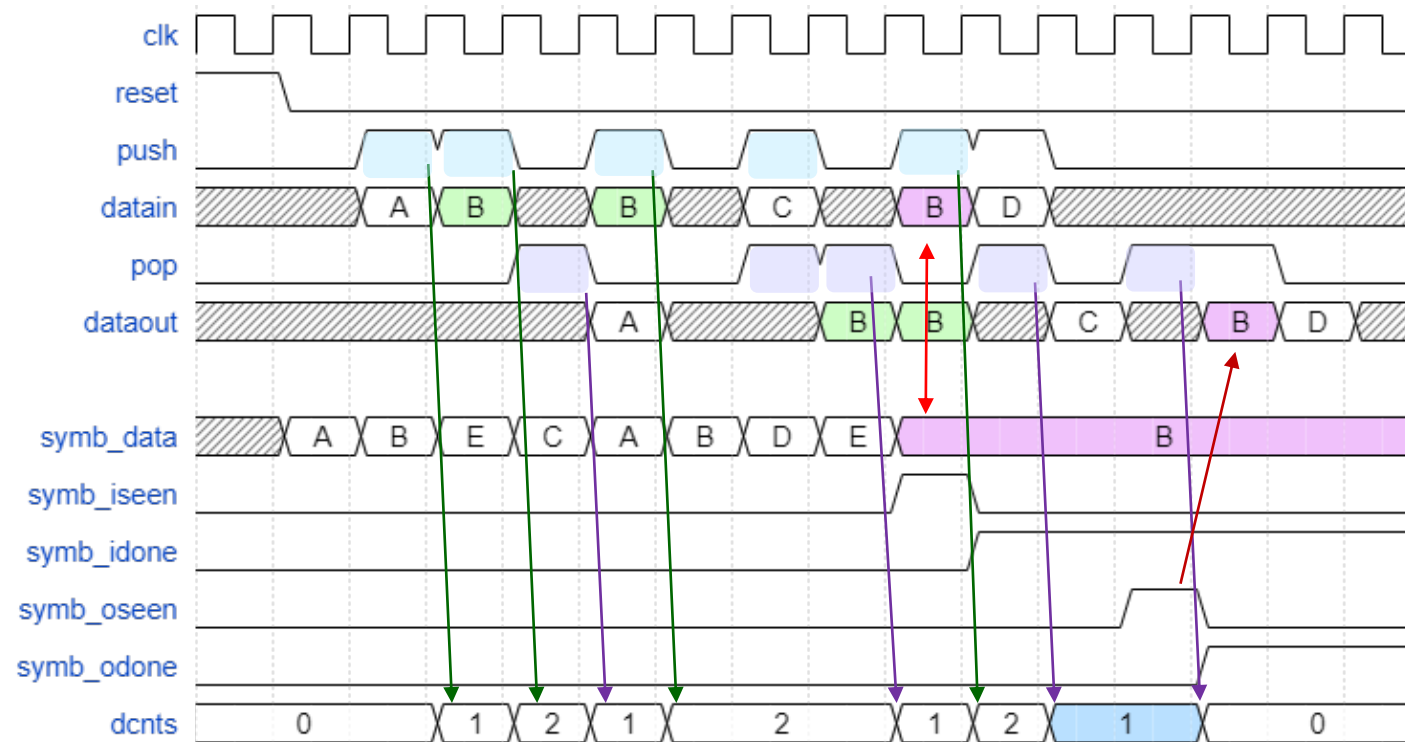 clk
reset
push
datain A B B C B D
pop
dataout A B B C B D
symb_data A B E C A B D E B
symb_iseen
symb_idone
symb_oseen
symb_odone
dcnts 0 1 2 1 2 1 2 1 0